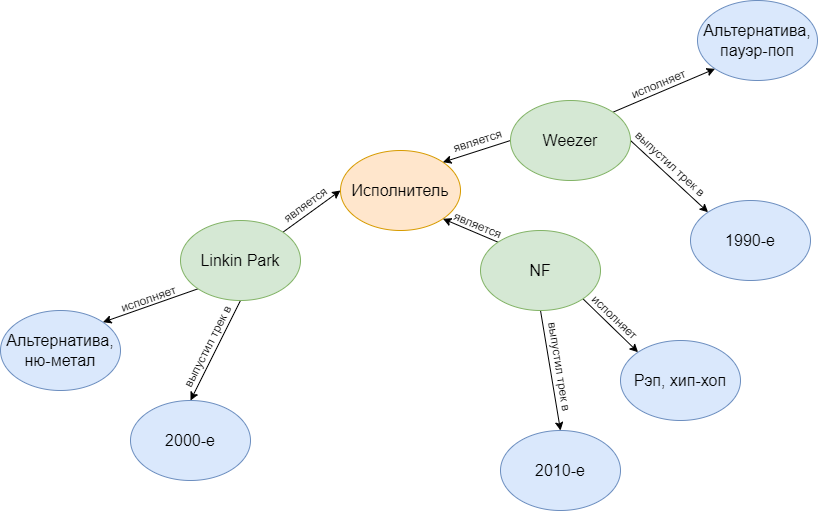 Альтернатива,
пауэр-поп
исполняет
Weezer
является
выпустил трек в
Исполнитель
1990-е
является
является
Linkin Park
NF
исполняет
исполняет
Альтернатива,
ню-метал
выпустил трек в
выпустил трек в
Рэп, хип-хоп
2000-е
2010-е